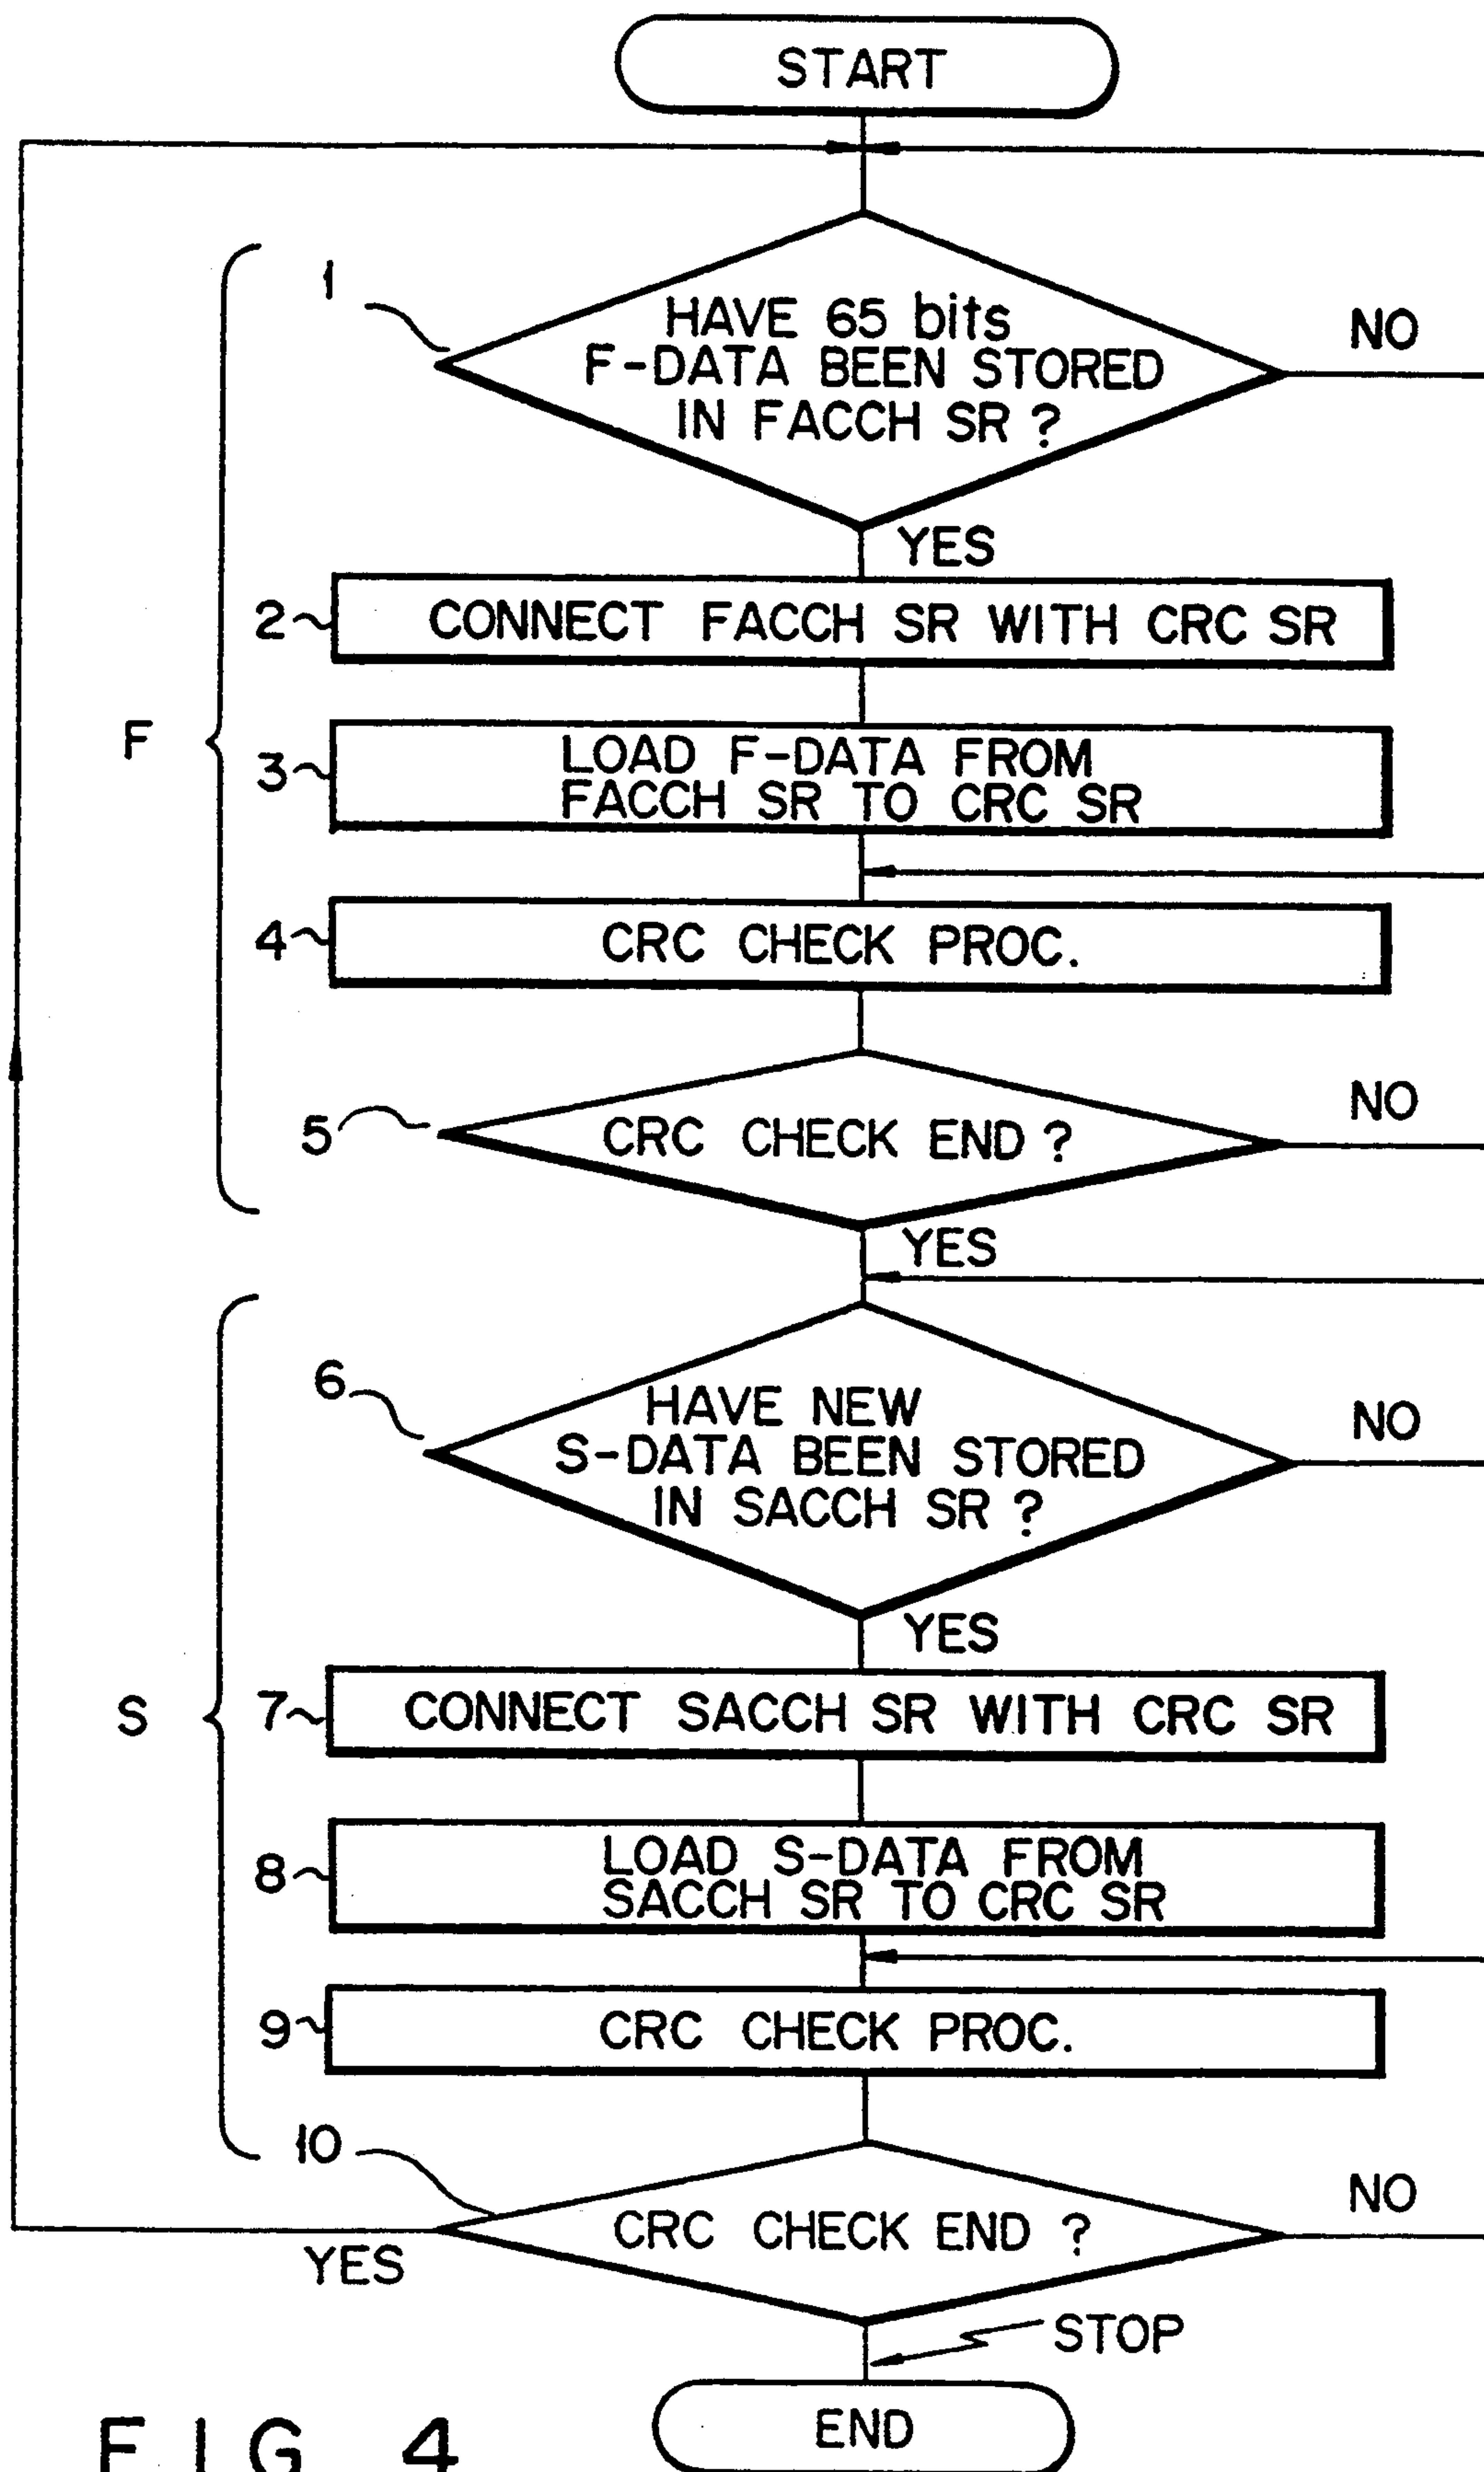 START
1
HAVE 65 bits
F-DATA BEEN STORED
IN FACCH SR ?
NO
YES
2
CONNECT FACCH SR WITH CRC SR
F
3
LOAD F-DATA FROM
FACCH SR TO CRC SR
4
CRC CHECK PROC.
5
CRC CHECK END ?
NO
YES
6
HAVE NEW
S-DATA BEEN STORED
IN SACCH SR ?
NO
YES
S
7
CONNECT SACCH SR WITH CRC SR
8
LOAD S-DATA FROM
SACCH SR TO CRC SR
9
CRC CHECK PROC.
10
CRC CHECK END ?
NO
YES
STOP
END
FIG 4